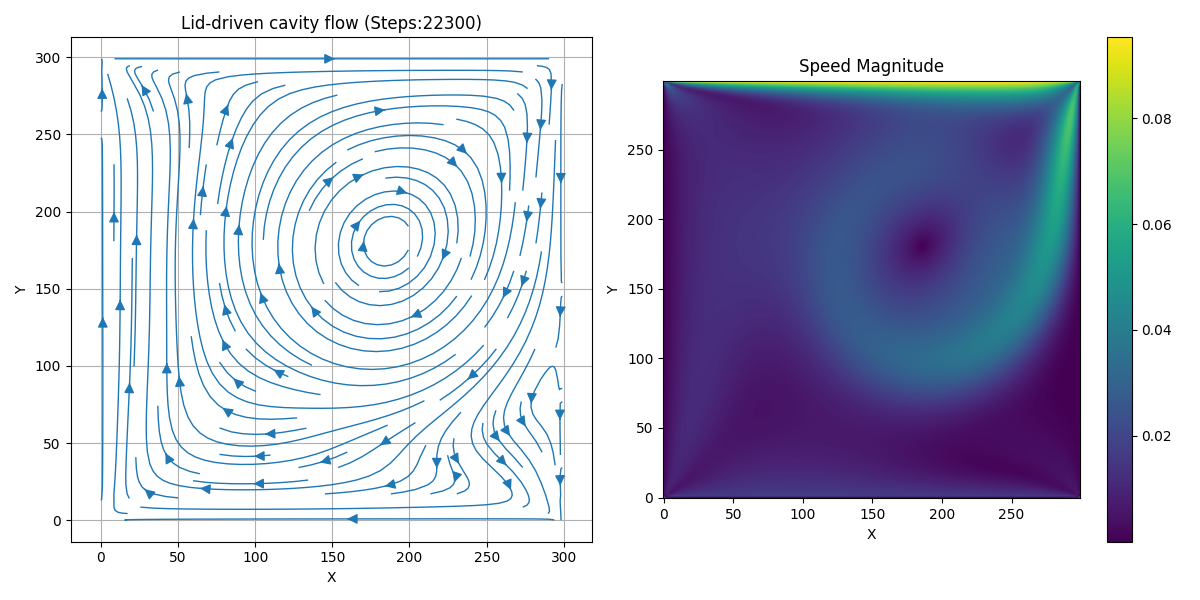 Lid-driven cavity flow (Steps:22300)
300
250
200
150
100
50
0
Y
0 50 100 150 200 250 300
X
Speed Magnitude
250
200
150
100
50
0
Y
0 50 100 150 200 250
X
0.08
0.06
0.04
0.02